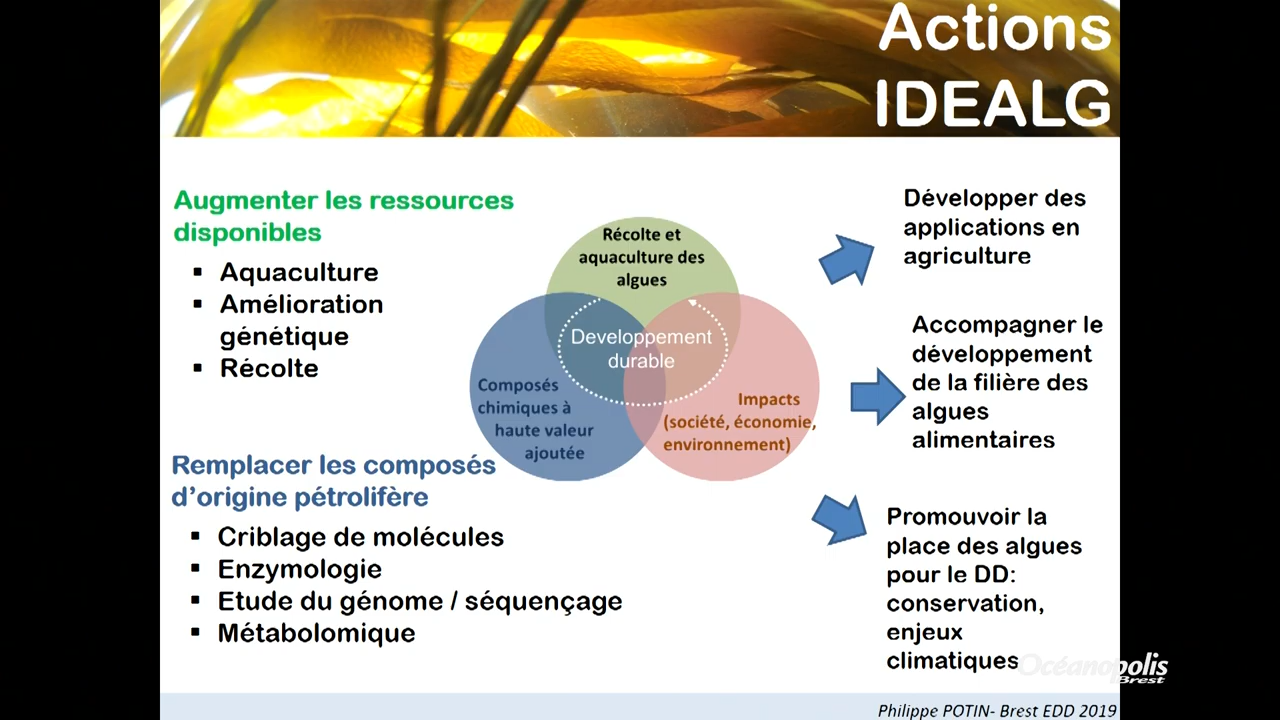 Actions
IDEALG
Augmenter les ressources
disponibles
▪ Aquaculture
▪ Amélioration
génétique
▪ Récolte
Remplacer les composés
d'origine pétrolifère
▪ Criblage de molécules
▪ Enzymologie
▪ Etude du génome / séquençage
▪ Métabolomique
Récolte et
aquaculture des
algues
Developpement
durable
Composés
chimiques à
haute valeur
ajoutée
Impacts
(société, économie,
environnement)
Développer des
applications en
agriculture
Accompagner le
développement
de la filière des
algues
alimentaires
Promouvoir la
place des algues
pour le DD:
conservation,
enjeux
climatiques
Océanopolis
Brest
Philippe POTIN- Brest EDD 2019